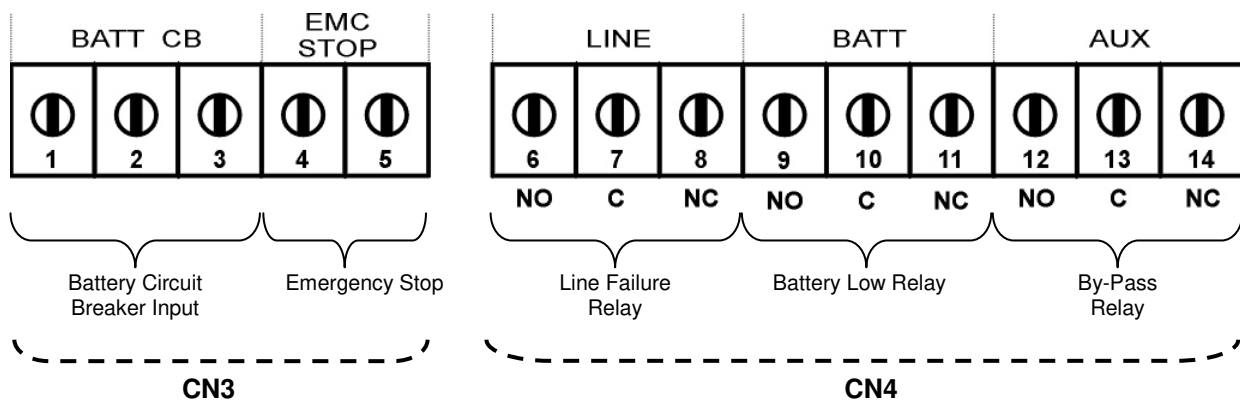 BATT CB
EMC
STOP
LINE
BATT
AUX
1 2 3 4 5
6 7 8 9 10 11 12 13 14
NO C NC NO C NC NO C NC
Battery Circuit
Breaker Input
Emergency Stop
Line Failure
Relay
Battery Low Relay
By-Pass
Relay
CN3
CN4